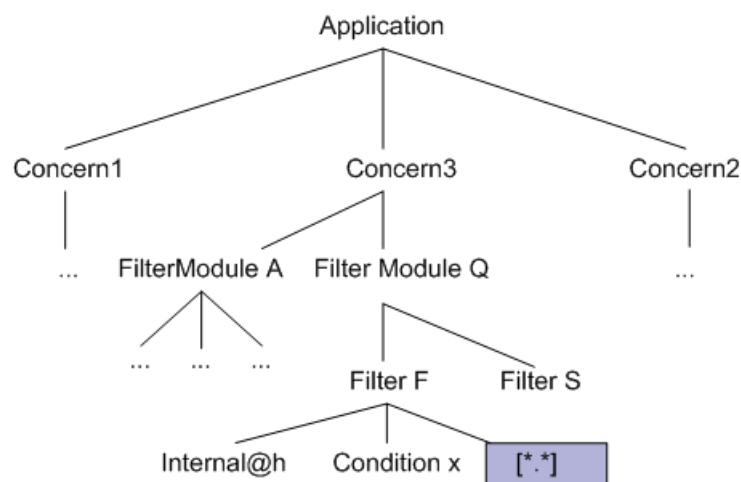 Application
Concern1 Concern3 Concern2
... FilterModule A Filter Module Q ...
... ... ...
Filter F Filter S
Internal@h Condition x [*.*]